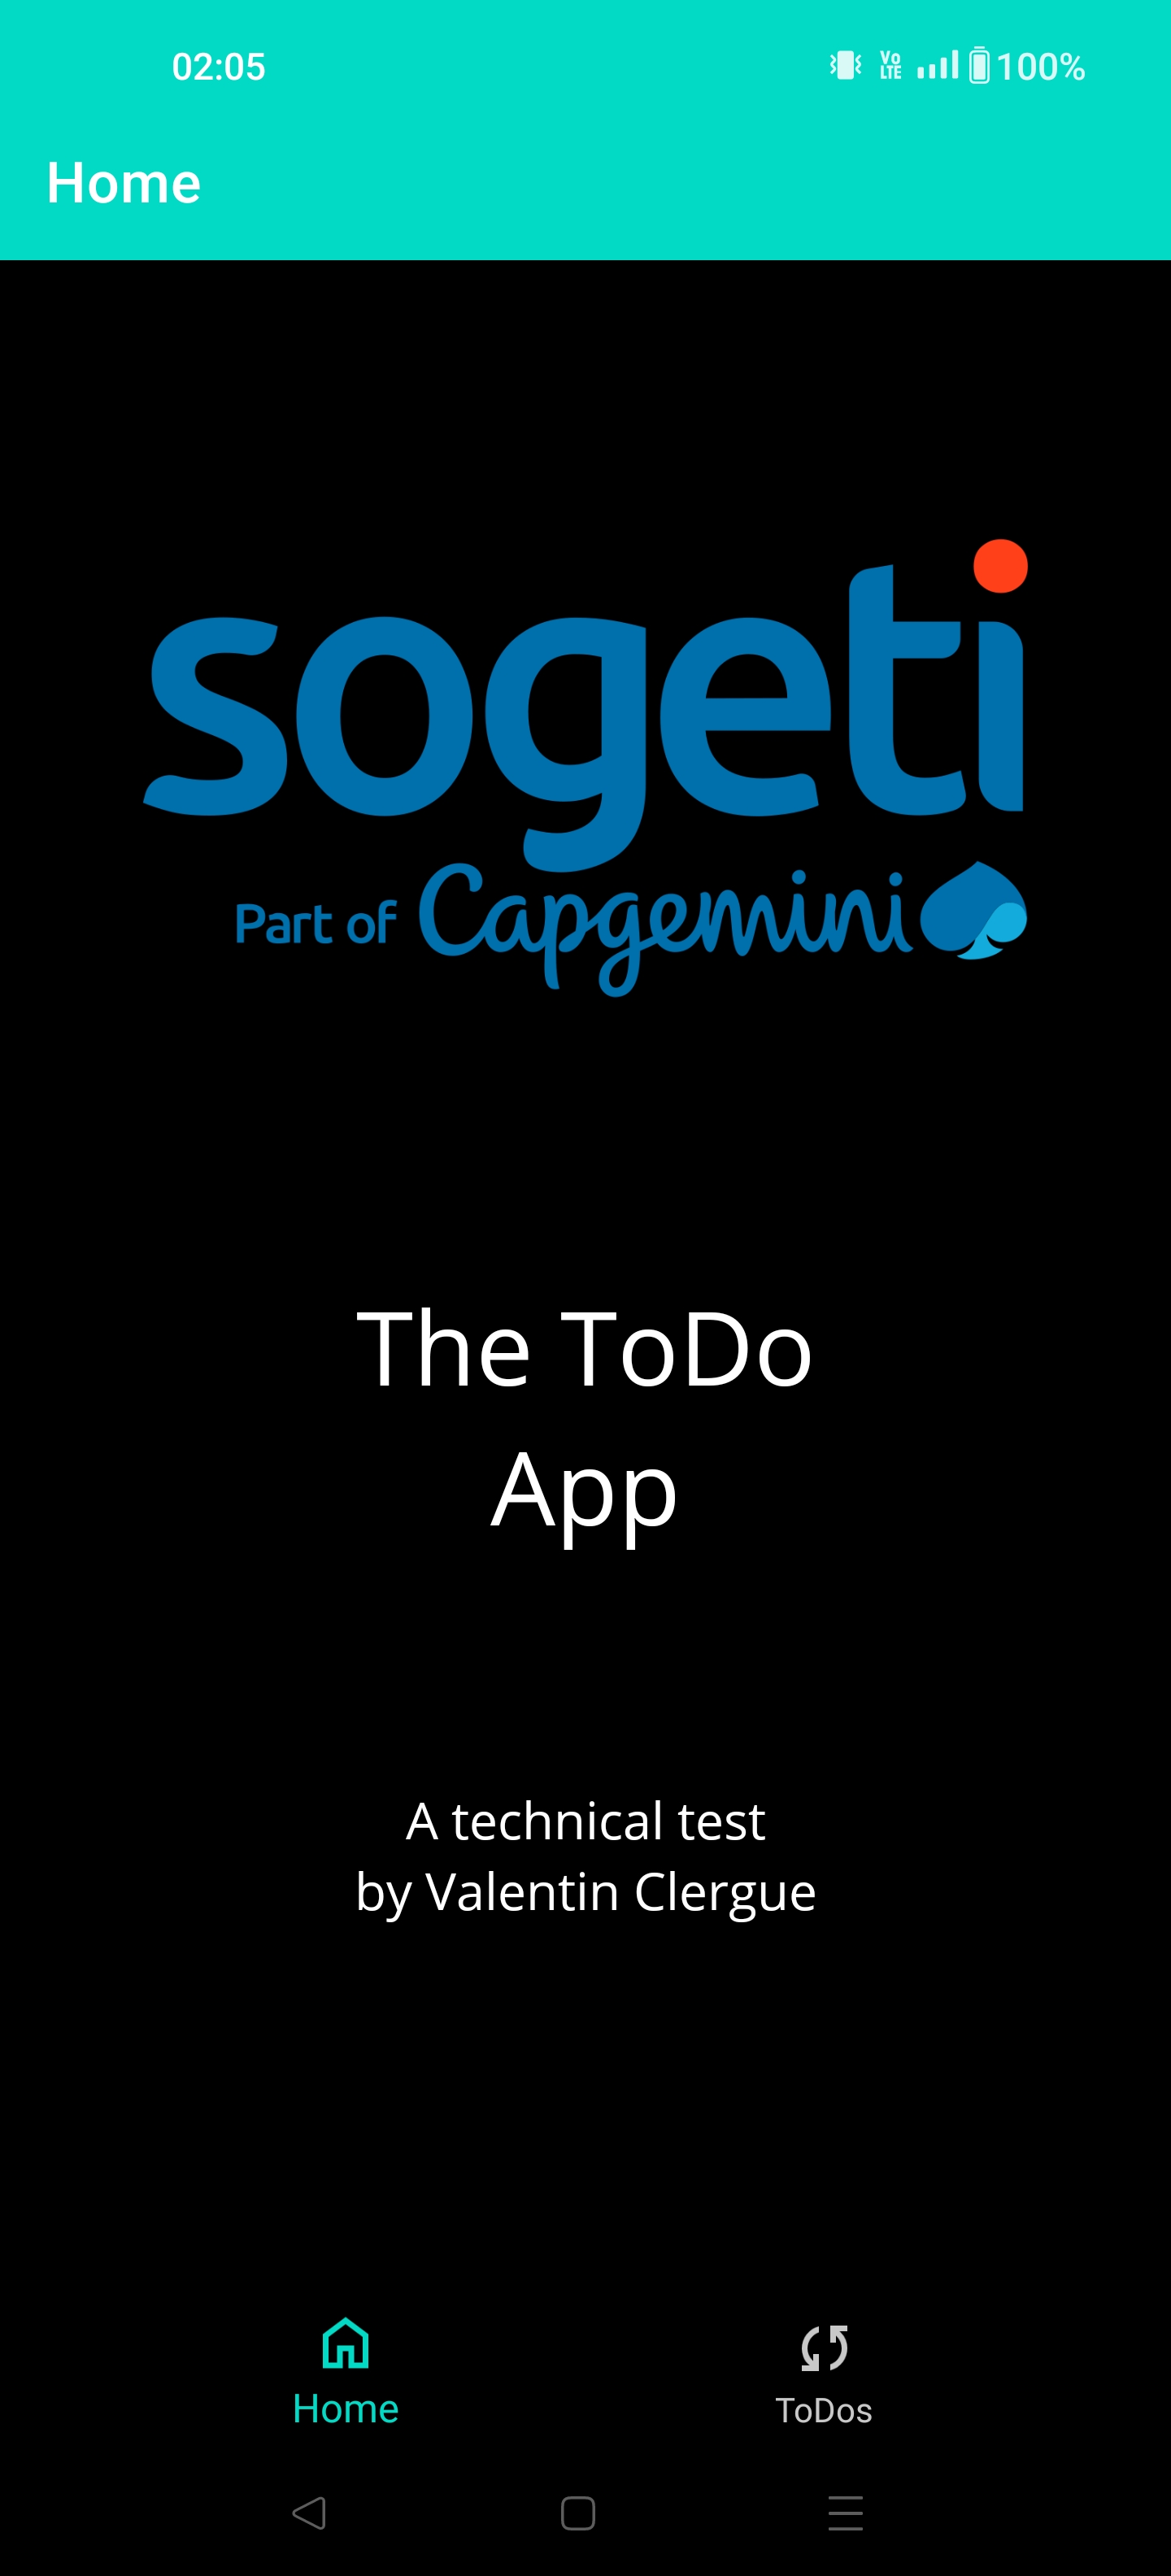 02:05 Vo LTE 100%
Home
sogeti
Part of Capgemini
The ToDo
App
A technical test
by Valentin Clergue
Home ToDos